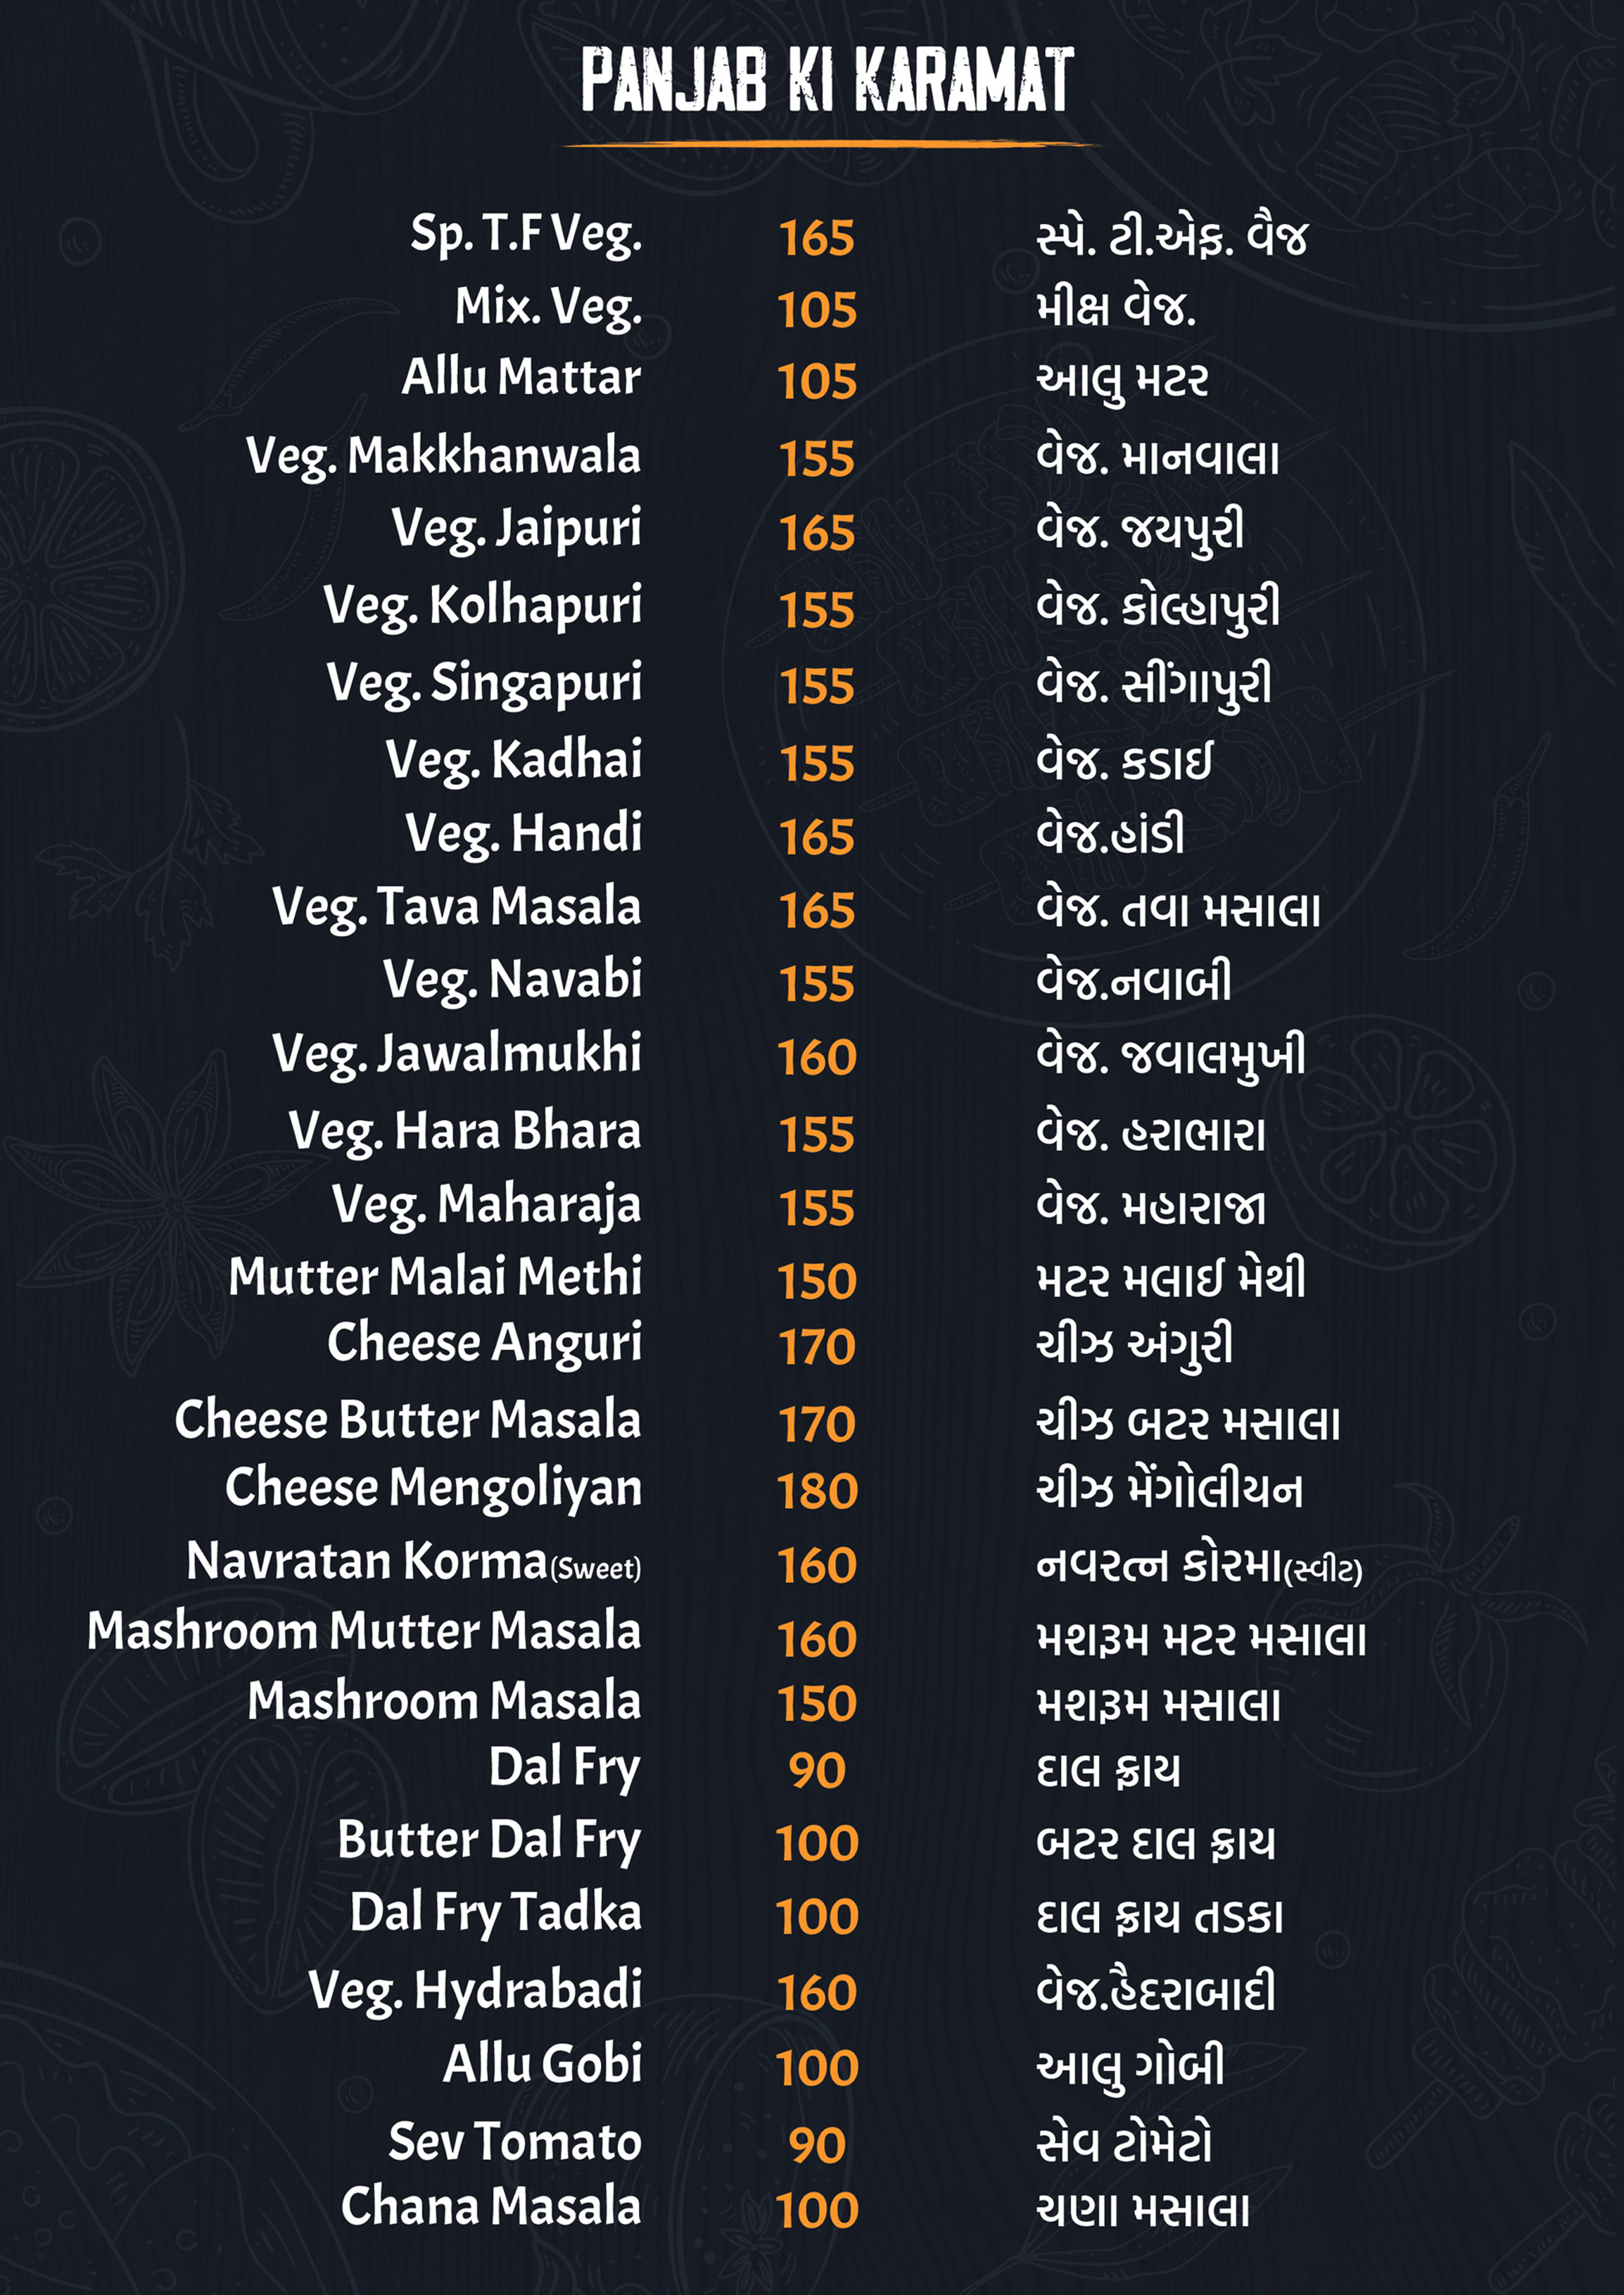 PANJAB KI KARAMAT
Sp. T.F Veg. 165 સ્પે. ટી.એફ. વૈજ
Mix. Veg. 105 મીક્ષ વેજ.
Allu Mattar 105 આલુ મટર
Veg. Makkhanwala 155 વેજ. માનવાલા
Veg. Jaipuri 165 વેજ. જયપુરી
Veg. Kolhapuri 155 વેજ. કોલ્હાપુરી
Veg. Singapuri 155 વેજ. સીંગાપુરી
Veg. Kadhai 155 વેજ. કડાઈ
Veg. Handi 165 વેજ.હાંડી
Veg. Tava Masala 165 વેજ. તવા મસાલા
Veg. Navabi 155 વેજ.નવાબી
Veg. Jawalmukhi 160 વેજ. જવાલમુખી
Veg. Hara Bhara 155 વેજ. હરાભારા
Veg. Maharaja 155 વેજ. મહારાજા
Mutter Malai Methi 150 મટર મલાઈ મેથી
Cheese Anguri 170 ચીઝ અંગુરી
Cheese Butter Masala 170 ચીઝ બટર મસાલા
Cheese Mengoliyan 180 ચીઝ મેંગોલીયન
Navratan Korma(Sweet) 160 નવરત્ન કોરમા(સ્વીટ)
Mashroom Mutter Masala 160 મશરૂમ મટર મસાલા
Mashroom Masala 150 મશરૂમ મસાલા
Dal Fry 90 દાલ ફ્રાય
Butter Dal Fry 100 બટર દાલ ફ્રાય
Dal Fry Tadka 100 દાલ ફ્રાય તડકા
Veg. Hydrabadi 160 વેજ.હૈદરાબાદી
Allu Gobi 100 આલુ ગોબી
Sev Tomato 90 સેવ ટોમેટો
Chana Masala 100 ચણા મસાલા